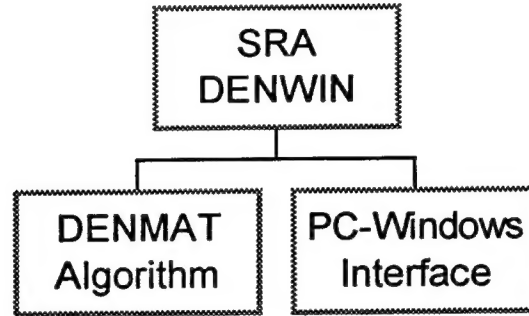 SRA
DENWIN
DENMAT
Algorithm
PC-Windows
Interface